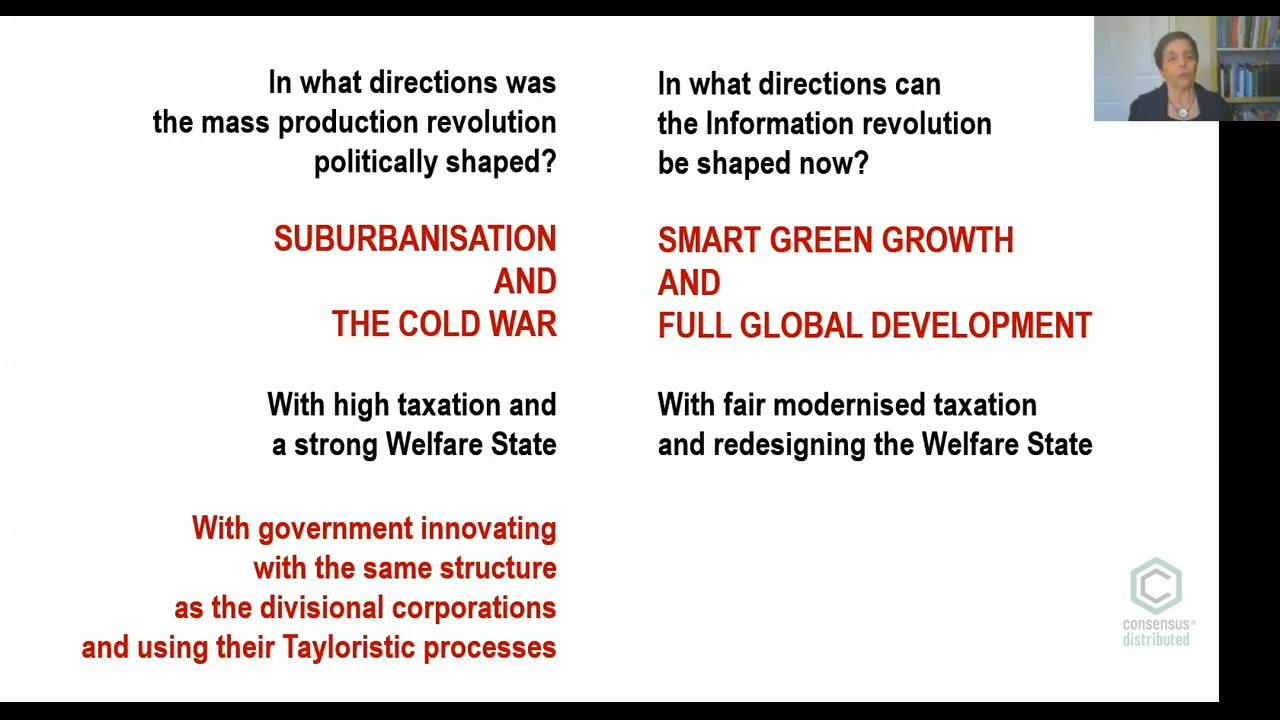 In what directions was
the mass production revolution
politically shaped?
SUBURBANISATION
AND
THE COLD WAR
With high taxation and
a strong Welfare State
With government innovating
with the same structure
as the divisional corporations
and using their Tayloristic processes
In what directions can
the Information revolution
be shaped now?
SMART GREEN GROWTH
AND
FULL GLOBAL DEVELOPMENT
With fair modernised taxation
and redesigning the Welfare State
consensus®
distributed